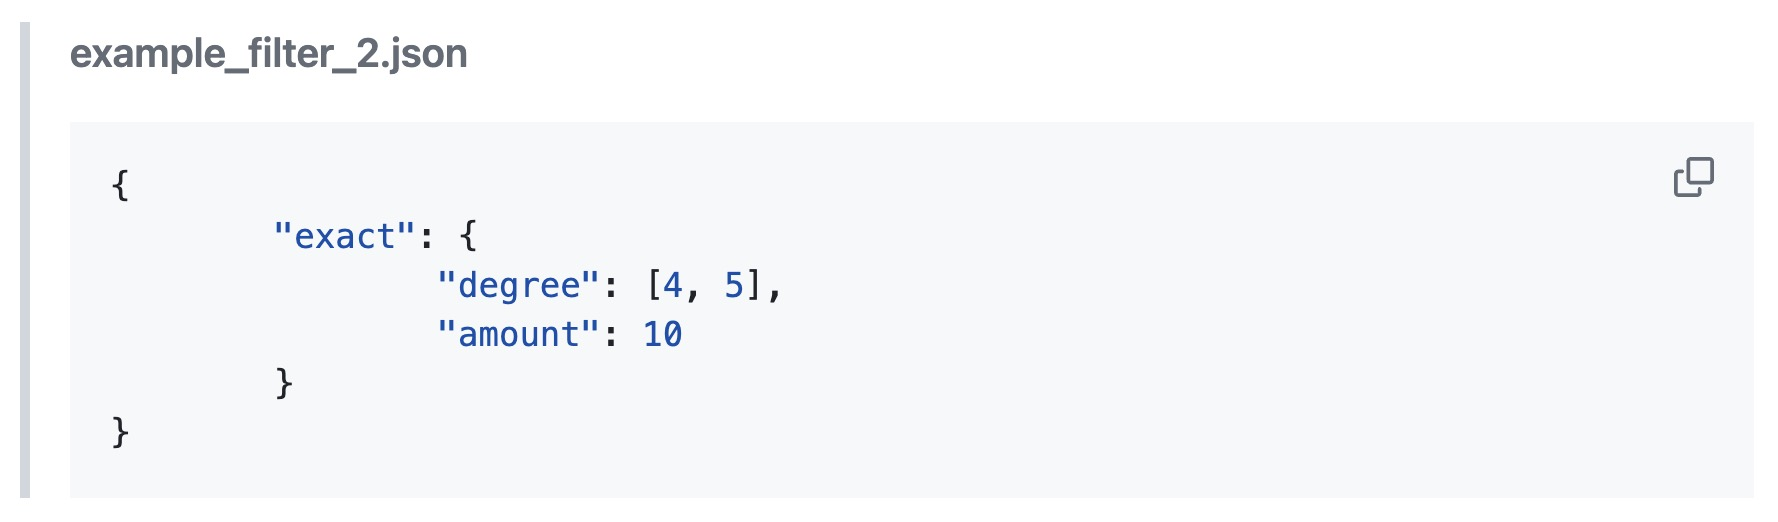 example_filter_2.json
{
        "exact": {
                "degree": [4, 5],
                "amount": 10
        }
}